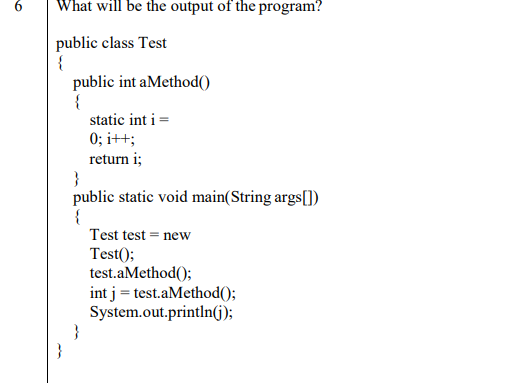 6 What will be the output of the program?
public class Test
{
public int aMethod()
{
static int i =
0; i++;
return i;
}
public static void main(String args[])
{
Test test = new
Test();
test.aMethod();
int j = test.aMethod();
System.out.println(j);
}
}